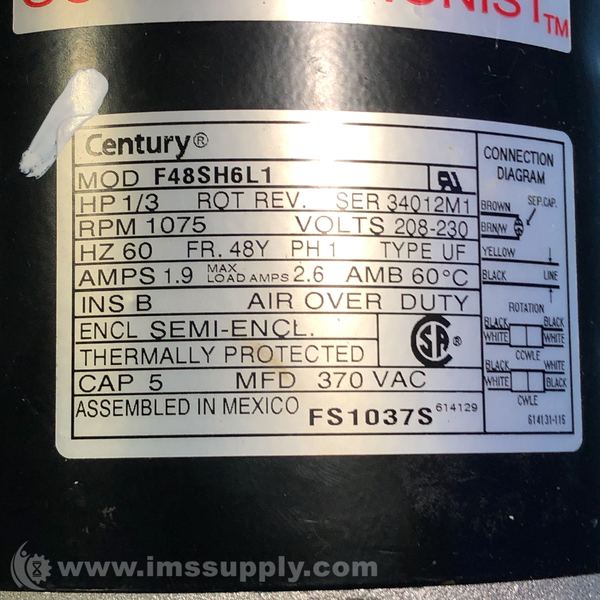 TM
Century®
MOD F48SH6L1
HP 1/3 ROT REV. SER 34012M1
RPM 1075 VOLTS 208-230
HZ 60 FR. 48Y PH 1 TYPE UF
AMPS 1.9 MAX LOAD AMPS 2.6 AMB 60°C
INS B AIR OVER DUTY
ENCL SEMI-ENCL.
THERMALLY PROTECTED
CAP 5 MFD 370 VAC
ASSEMBLED IN MEXICO FS1037S 614129
CONNECTION
DIAGRAM
SEP.CAP.
BROWN
BRN/W
YELLOW
BLACK LINE
ROTATION
BLACK BLACK
WHITE WHITE
CCWLE
BLACK WHITE
WHITE BLACK
CWLE
614131-115
www.imssupply.com